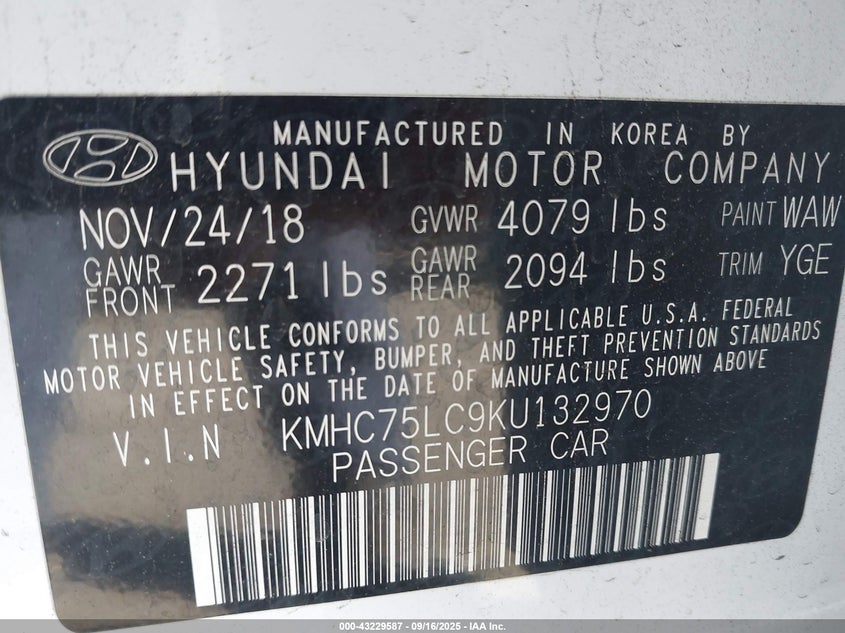 MANUFACTURED IN KOREA BY
HYUNDAI MOTOR COMPANY
NOV/24/18 GVWR 4079 lbs PAINT WAW
GAWR FRONT 2271 lbs GAWR REAR 2094 lbs TRIM YGE
THIS VEHICLE CONFORMS TO ALL APPLICABLE U.S.A. FEDERAL
MOTOR VEHICLE SAFETY, BUMPER, AND THEFT PREVENTION STANDARDS
IN EFFECT ON THE DATE OF MANUFACTURE SHOWN ABOVE
V.I.N KMHC75LC9KU132970
PASSENGER CAR
000-43229587 - 09/16/2025 - IAA Inc.